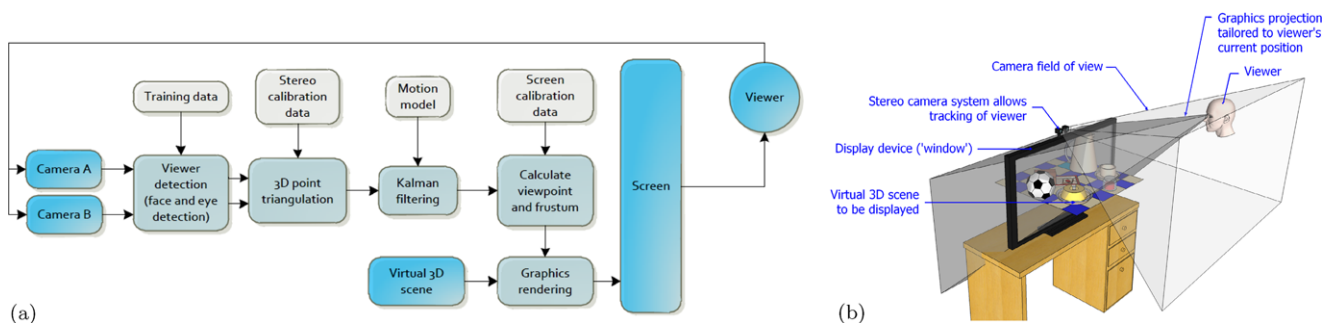 Training data
Stereo
calibration
data
Motion
model
Screen
calibration
data
Camera A
Camera B
Viewer
detection
(face and eye
detection)
3D point
triangulation
Kalman
filtering
Calculate
viewpoint
and frustum
Virtual 3D
scene
Graphics
rendering
Screen
Viewer
(a)
Graphics projection
tailored to viewer's
current position
Camera field of view
Viewer
Stereo camera system allows
tracking of viewer
Display device ('window')
Virtual 3D scene
to be displayed
(b)